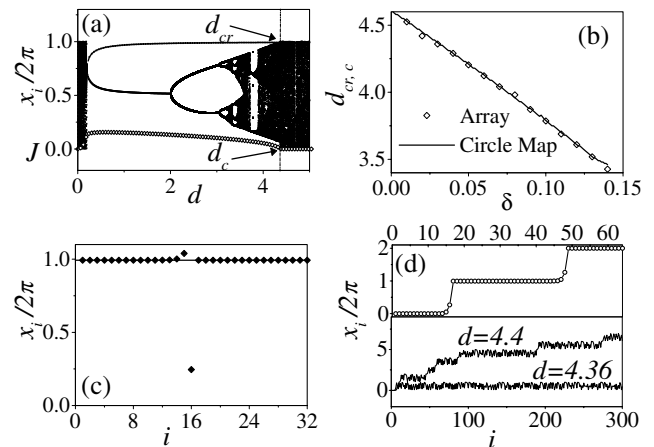 (a)
d_cr
1.0
0.5
0.0
x_i/2π
J
d_c
0 2 4
d
(b)
4.5
4.0
3.5
d_cr, c
◇ Array
— Circle Map
0.00 0.05 0.10 0.15
δ
1.0
0.5
0.0
x_i/2π
(c)
0 8 16 24 32
i
0 10 20 30 40 50 60
(d)
2
1
0
x_i/2π
5
0
d=4.4
d=4.36
0 100 200 300
i